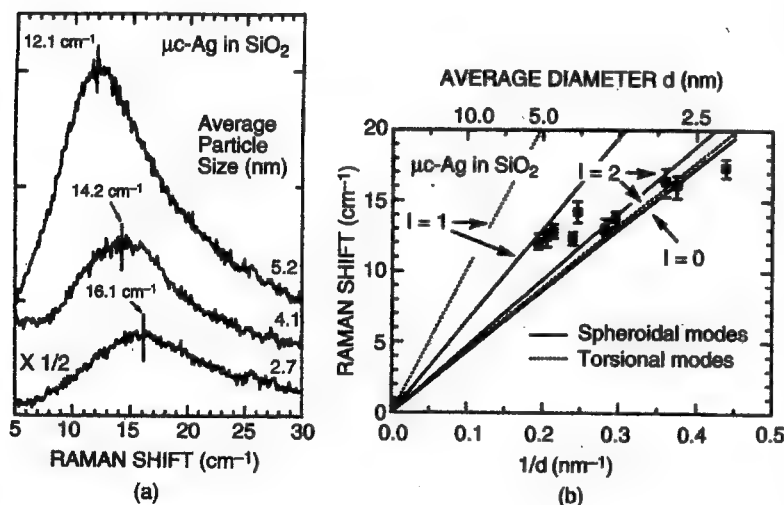 12.1 cm⁻¹
µc-Ag in SiO₂
Average
Particle
Size (nm)
14.2 cm⁻¹
5.2
16.1 cm⁻¹
4.1
X 1/2
2.7
5 10 15 20 25 30
RAMAN SHIFT (cm⁻¹)
(a)
AVERAGE DIAMETER d (nm)
10.0 5.0 2.5
20
µc-Ag in SiO₂
l = 2
15
l = 1
10
l = 0
5
Spheroidal modes
Torsional modes
0
RAMAN SHIFT (cm⁻¹)
0.0 0.1 0.2 0.3 0.4 0.5
1/d (nm⁻¹)
(b)